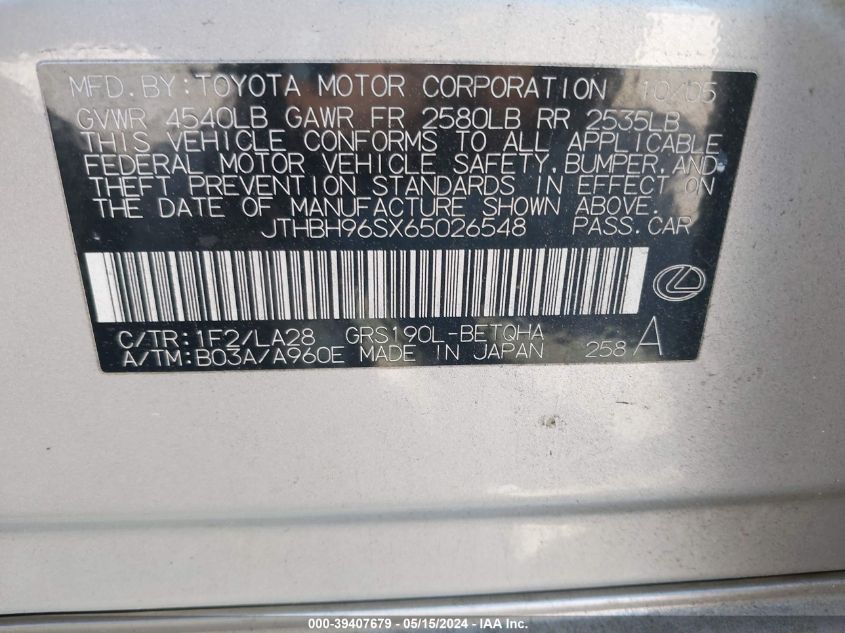 MFD. BY: TOYOTA MOTOR CORPORATION 10/05
GVWR 4540LB GAWR FR 2580LB RR 2535LB
THIS VEHICLE CONFORMS TO ALL APPLICABLE
FEDERAL MOTOR VEHICLE SAFETY, BUMPER, AND
THEFT PREVENTION STANDARDS IN EFFECT ON
THE DATE OF MANUFACTURE SHOWN ABOVE.
JTHBH96SX65026548 PASS. CAR
C/TR: 1F2/LA28 GRS190L-BETQHA
A/TM: B03A/A960E MADE IN JAPAN 258 A
000-39407679 - 05/15/2024 - IAA Inc.